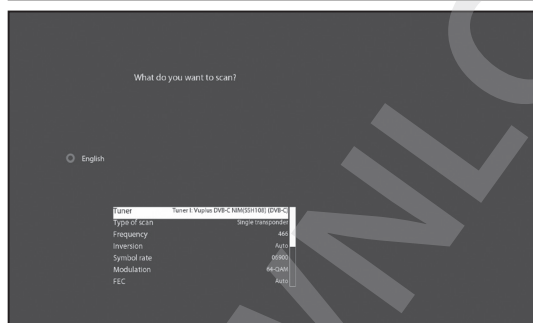 What do you want to scan?
English
Tuner Tuner I: Vuplus DVB-C NIM(SSH108) (DVB-C)
Type of scan Single transponder
Frequency 466
Inversion Auto
Symbol rate 06900
Modulation 64-QAM
FEC Auto